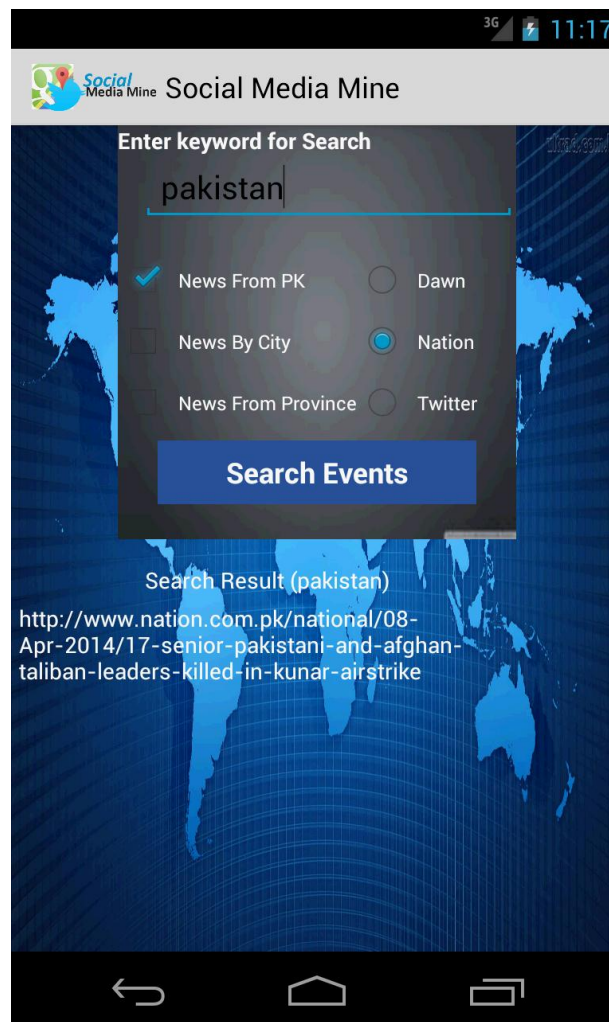 3G 11:17
Social
Media Mine Social Media Mine
Enter keyword for Search
pakistan
News From PK Dawn
News By City Nation
News From Province Twitter
Search Events
Search Result (pakistan)
http://www.nation.com.pk/national/08-
Apr-2014/17-senior-pakistani-and-afghan-
taliban-leaders-killed-in-kunar-airstrike